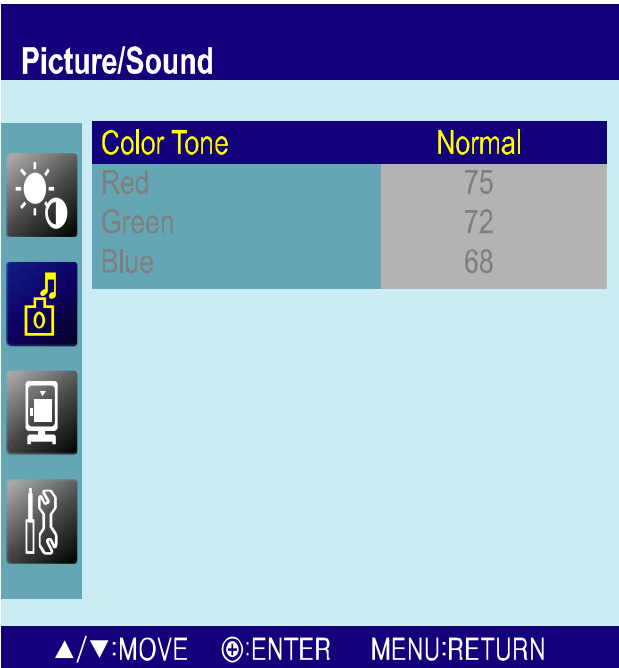 Picture/Sound
Color Tone Normal
Red 75
Green 72
Blue 68
▲/▼:MOVE ⊕:ENTER MENU:RETURN